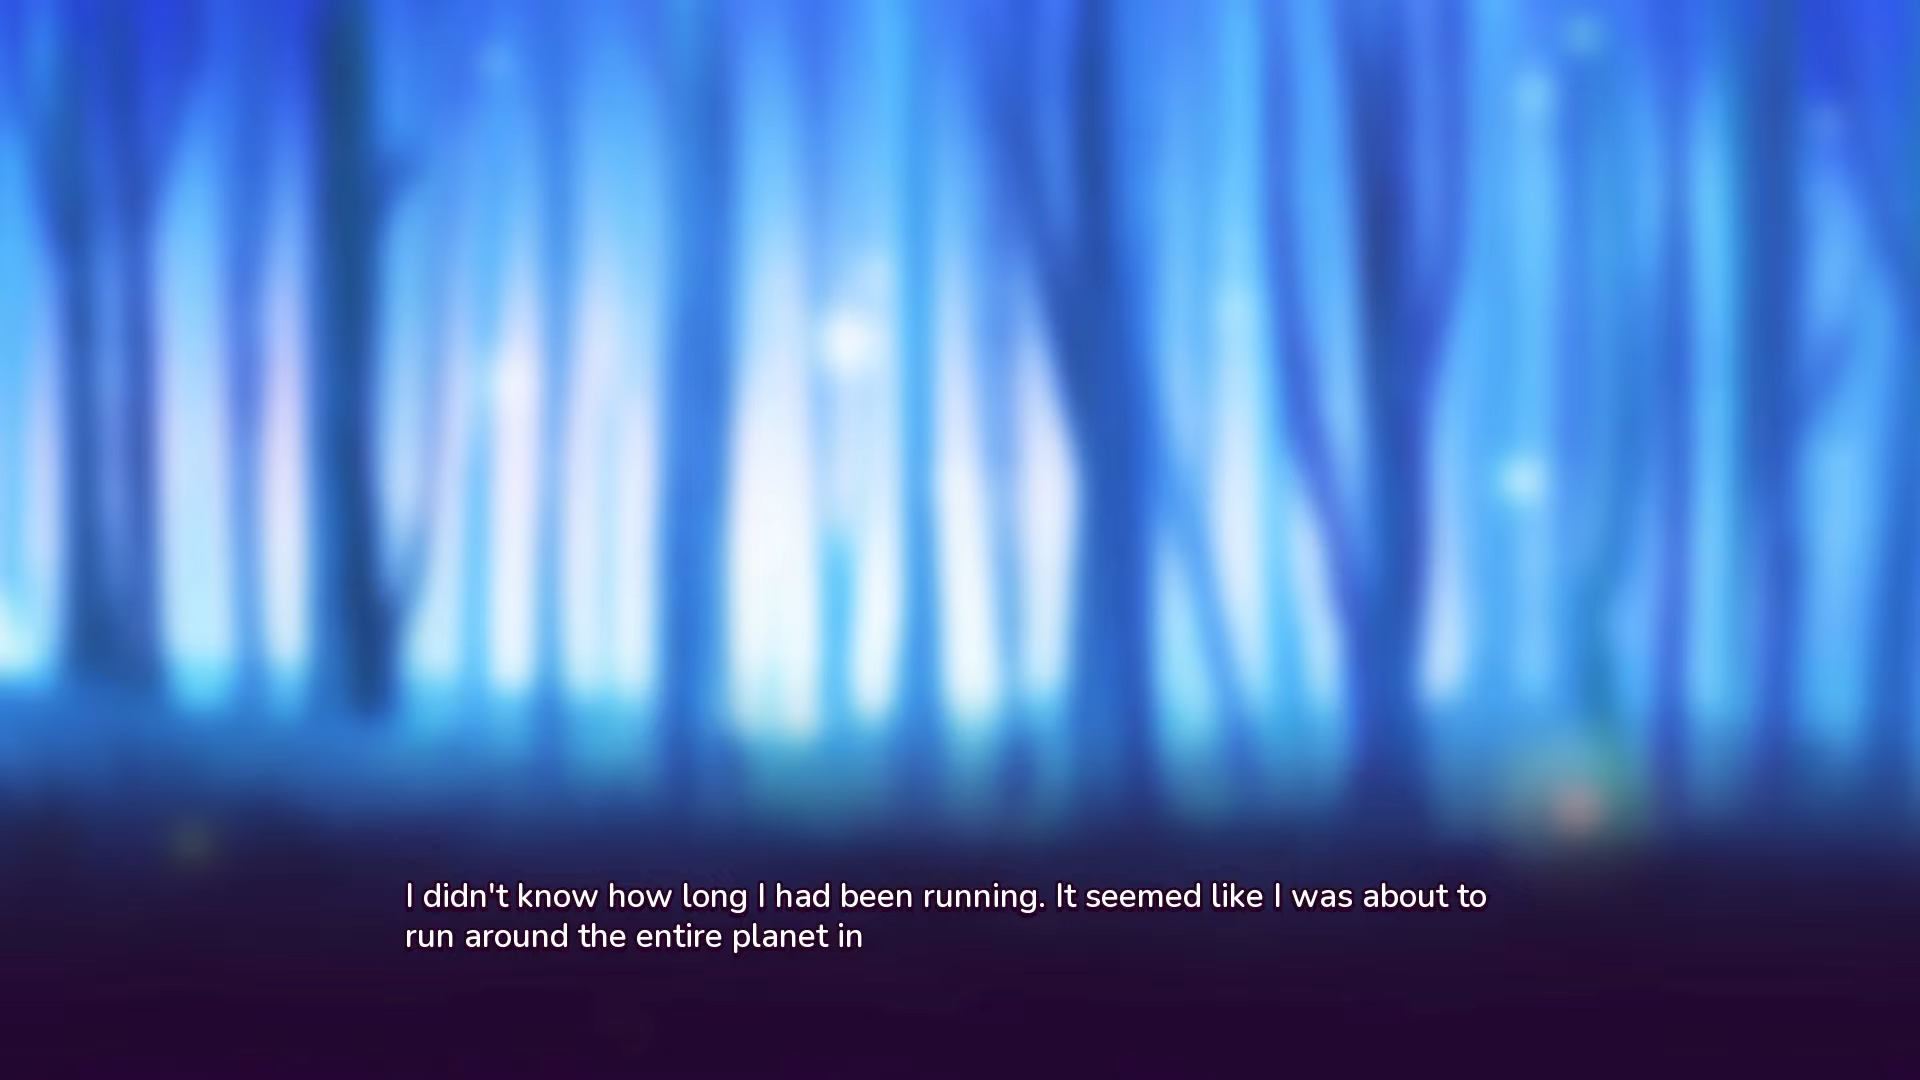 I didn't know how long I had been running. It seemed like I was about to
run around the entire planet in